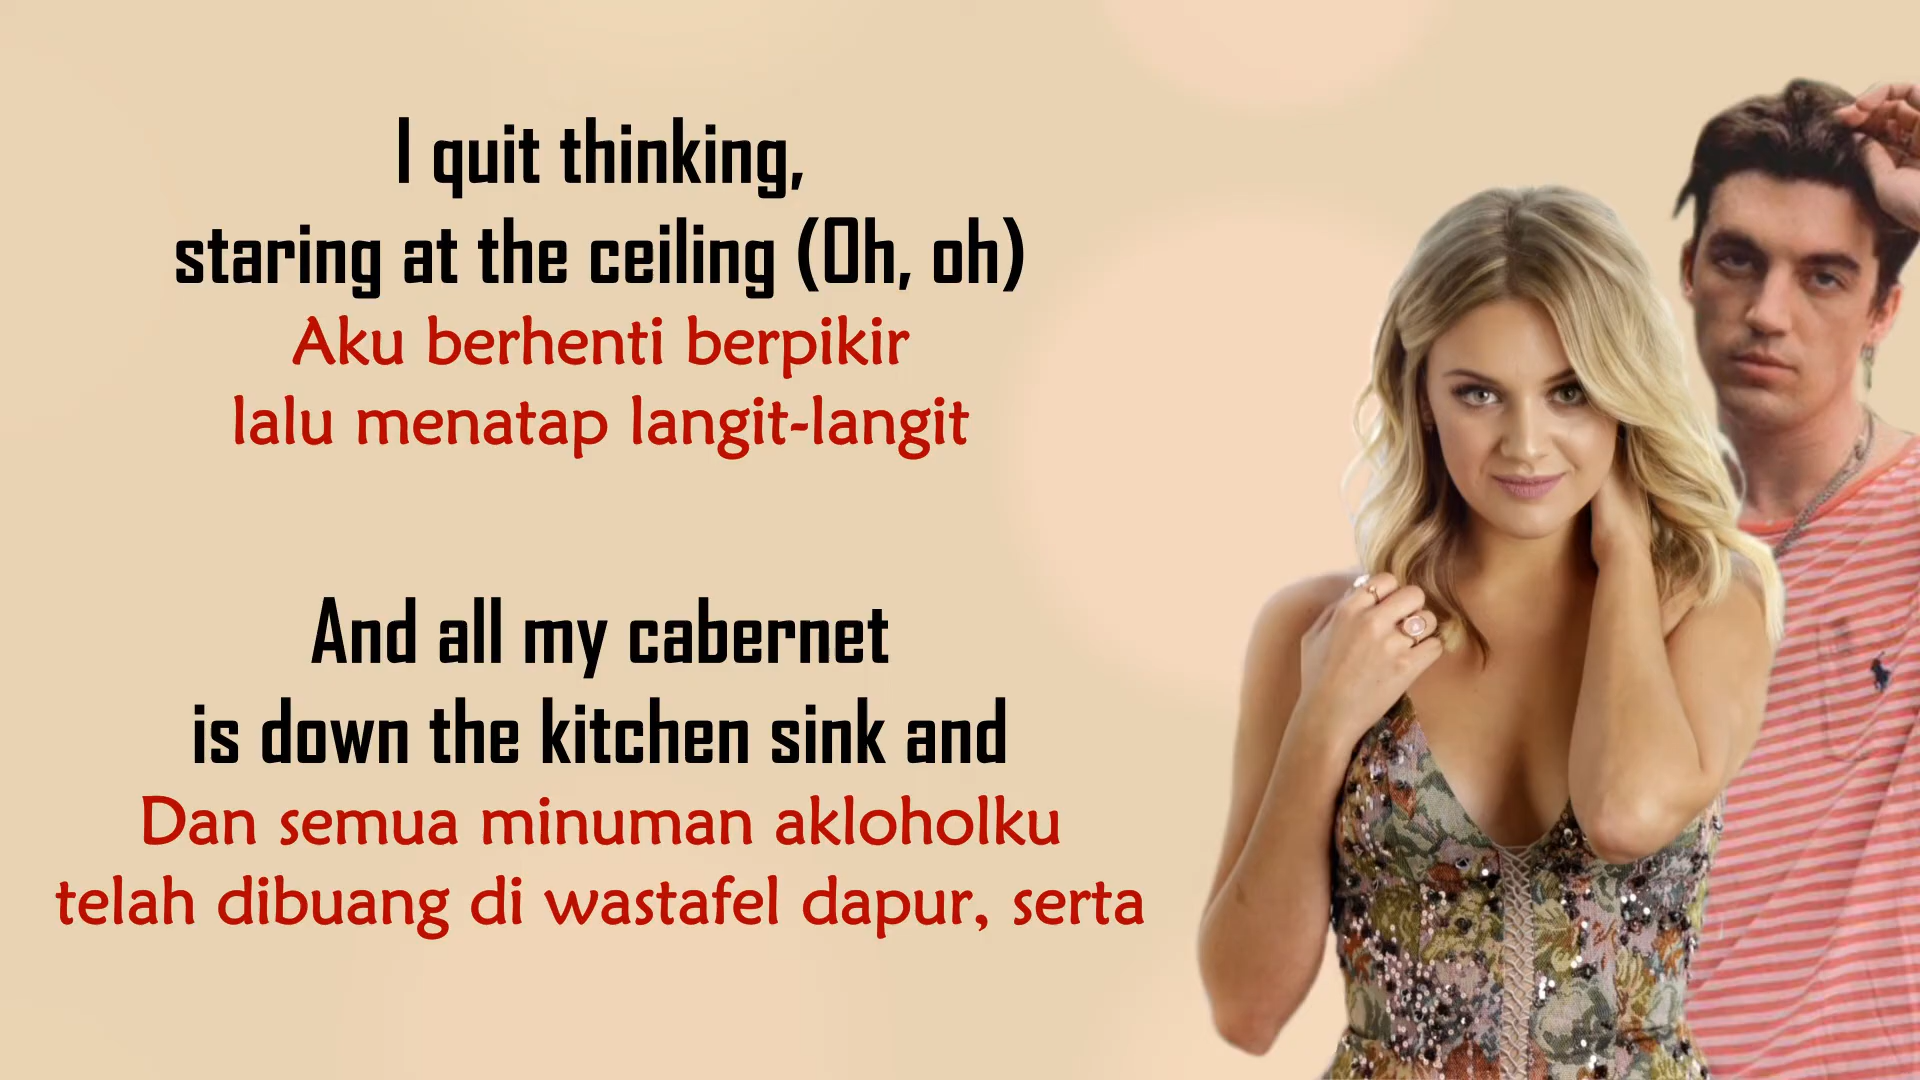 I quit thinking,
staring at the ceiling (Oh, oh)
Aku berhenti berpikir
lalu menatap langit-langit
And all my cabernet
is down the kitchen sink and
Dan semua minuman akloholku
telah dibuang di wastafel dapur, serta